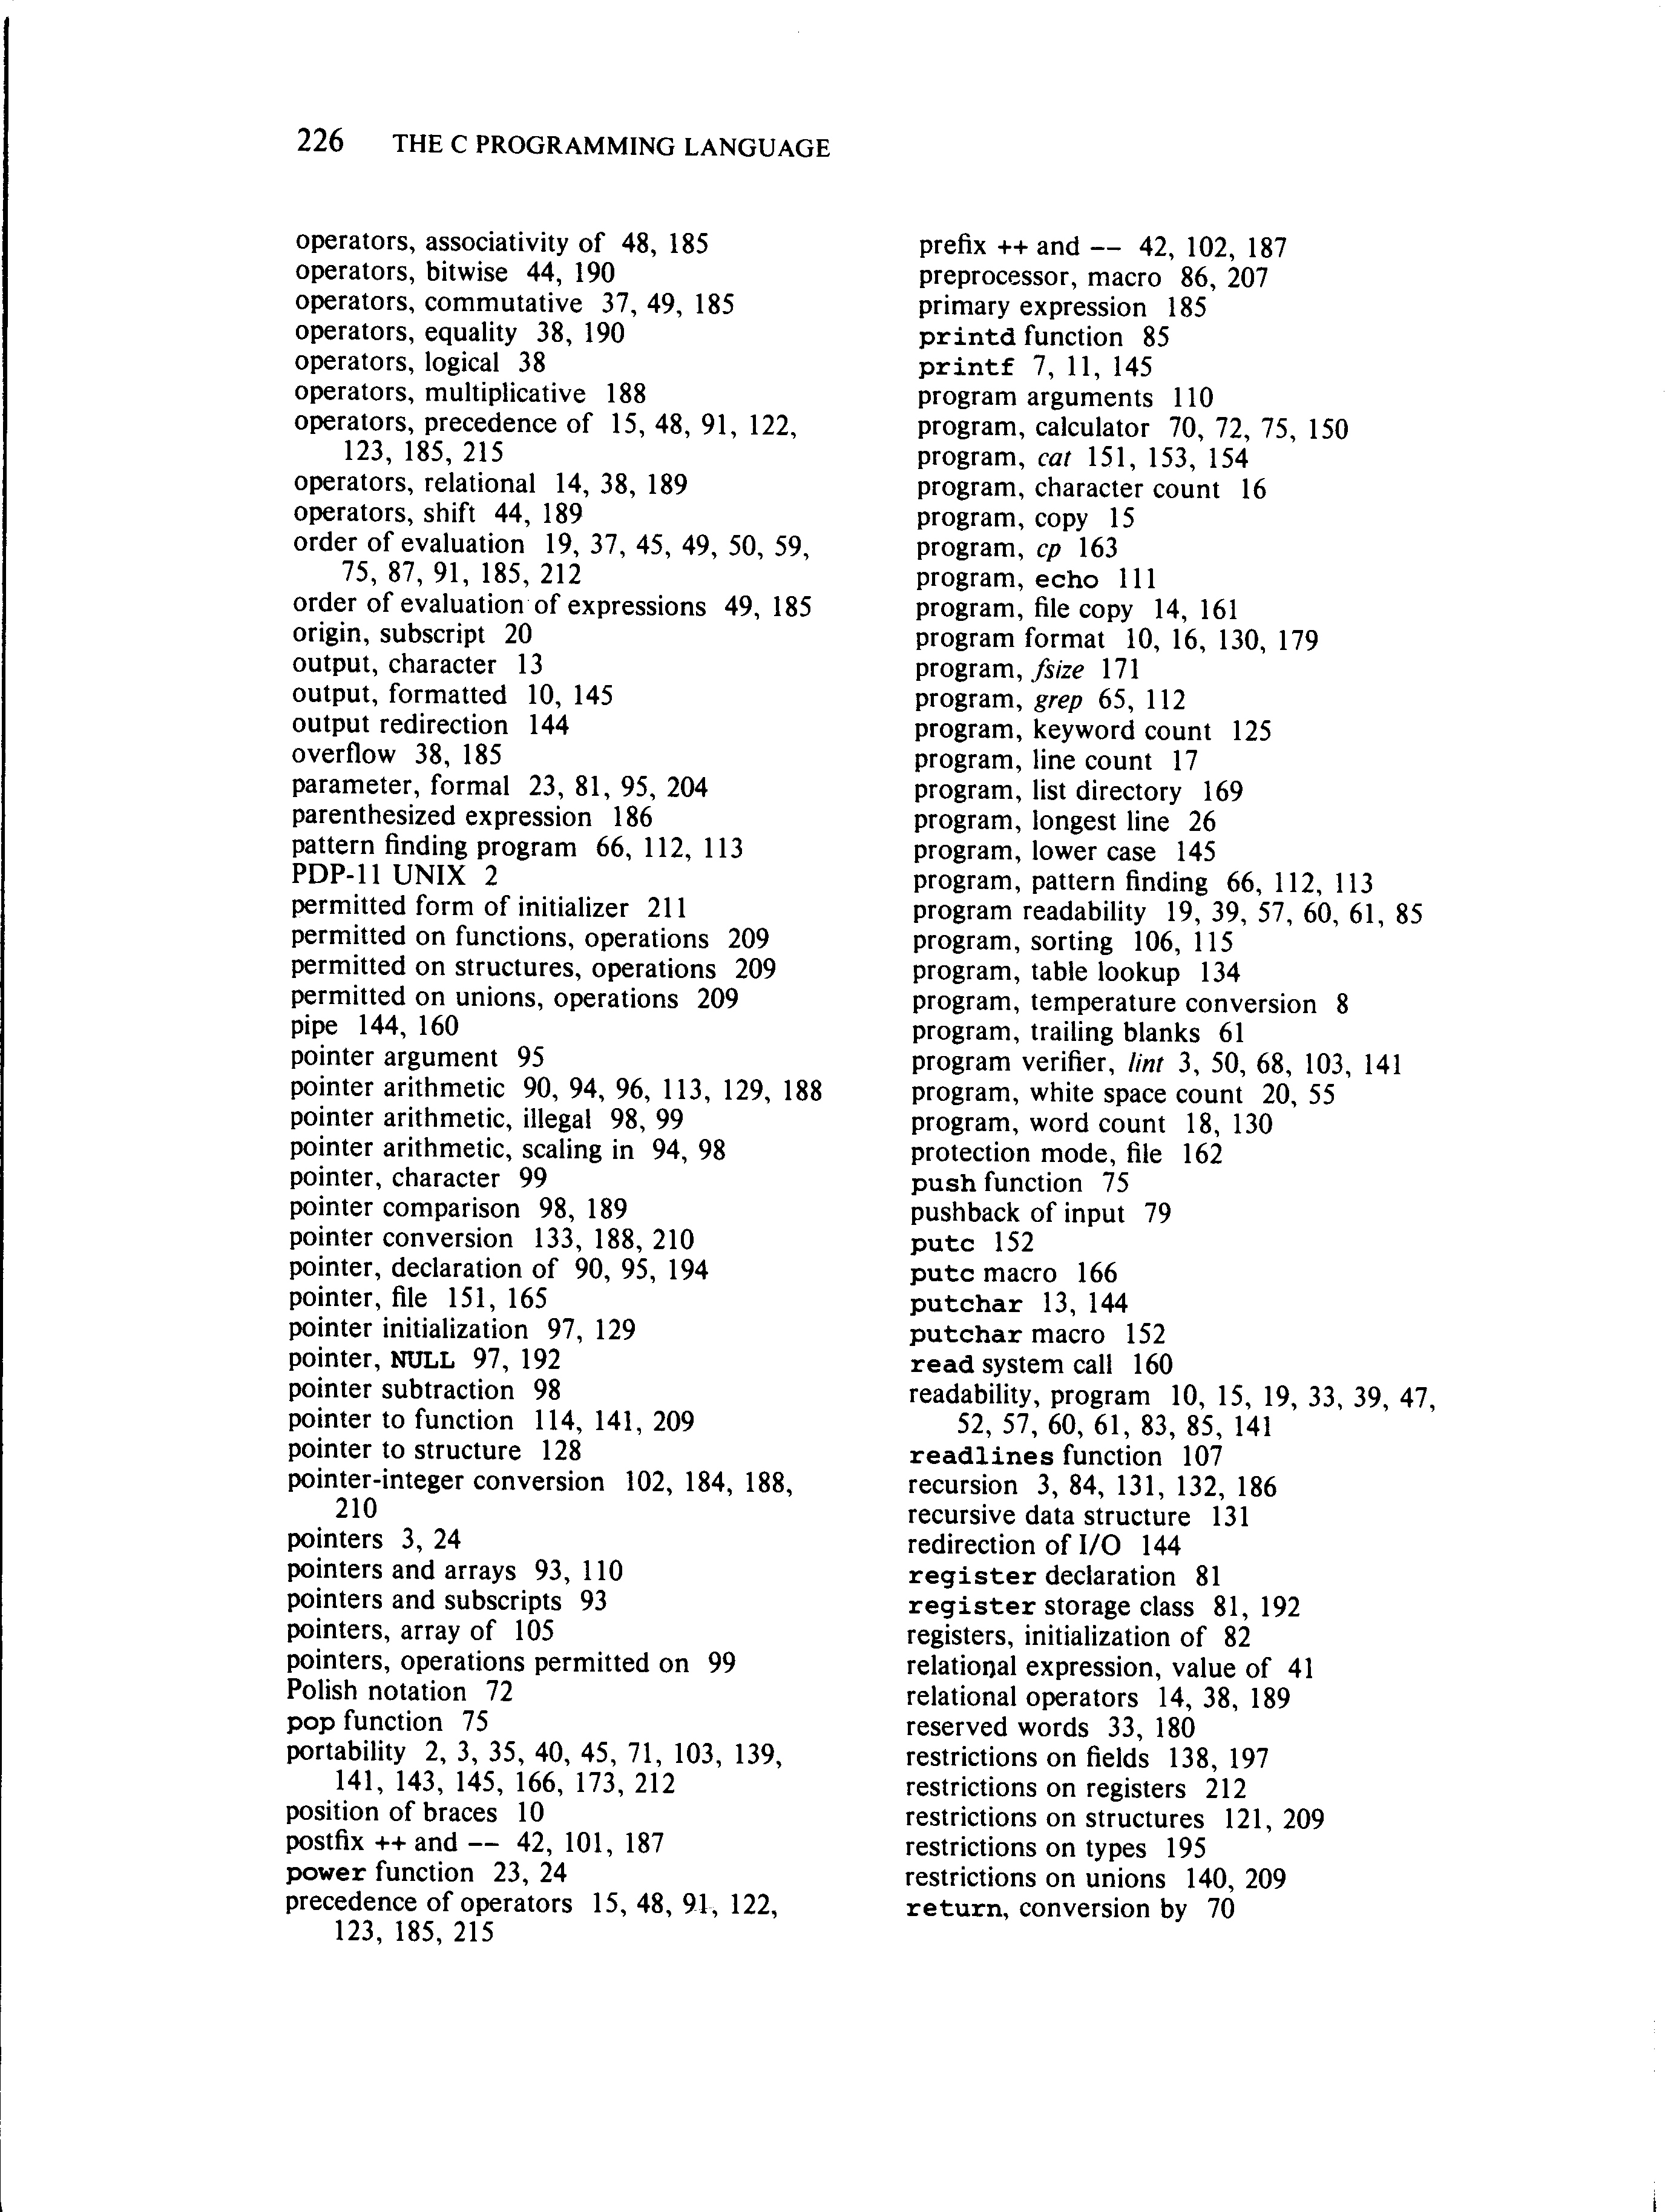 226 THE C PROGRAMMING LANGUAGE
operators, associativity of 48, 185
operators, bitwise 44, 190
operators, commutative 37, 49, 185
operators, equality 38, 190
operators, logical 38
operators, multiplicative 188
operators, precedence of 15, 48, 91, 122,
123, 185, 215
operators, relational 14, 38, 189
operators, shift 44, 189
order of evaluation 19, 37, 45, 49, 50, 59,
75, 87, 91, 185, 212
order of evaluation of expressions 49, 185
origin, subscript 20
output, character 13
output, formatted 10, 145
output redirection 144
overflow 38, 185
parameter, formal 23, 81, 95, 204
parenthesized expression 186
pattern finding program 66, 112, 113
PDP-11 UNIX 2
permitted form of initializer 211
permitted on functions, operations 209
permitted on structures, operations 209
permitted on unions, operations 209
pipe 144, 160
pointer argument 95
pointer arithmetic 90, 94, 96, 113, 129, 188
pointer arithmetic, illegal 98, 99
pointer arithmetic, scaling in 94, 98
pointer, character 99
pointer comparison 98, 189
pointer conversion 133, 188, 210
pointer, declaration of 90, 95, 194
pointer, file 151, 165
pointer initialization 97, 129
pointer, NULL 97, 192
pointer subtraction 98
pointer to function 114, 141, 209
pointer to structure 128
pointer-integer conversion 102, 184, 188,
210
pointers 3, 24
pointers and arrays 93, 110
pointers and subscripts 93
pointers, array of 105
pointers, operations permitted on 99
Polish notation 72
pop function 75
portability 2, 3, 35, 40, 45, 71, 103, 139,
141, 143, 145, 166, 173, 212
position of braces 10
postfix ++ and -- 42, 101, 187
power function 23, 24
precedence of operators 15, 48, 91, 122,
123, 185, 215
prefix ++ and -- 42, 102, 187
preprocessor, macro 86, 207
primary expression 185
printd function 85
printf 7, 11, 145
program arguments 110
program, calculator 70, 72, 75, 150
program, cat 151, 153, 154
program, character count 16
program, copy 15
program, cp 163
program, echo 111
program, file copy 14, 161
program format 10, 16, 130, 179
program, fsize 171
program, grep 65, 112
program, keyword count 125
program, line count 17
program, list directory 169
program, longest line 26
program, lower case 145
program, pattern finding 66, 112, 113
program readability 19, 39, 57, 60, 61, 85
program, sorting 106, 115
program, table lookup 134
program, temperature conversion 8
program, trailing blanks 61
program verifier, lint 3, 50, 68, 103, 141
program, white space count 20, 55
program, word count 18, 130
protection mode, file 162
push function 75
pushback of input 79
putc 152
putc macro 166
putchar 13, 144
putchar macro 152
read system call 160
readability, program 10, 15, 19, 33, 39, 47,
52, 57, 60, 61, 83, 85, 141
readlines function 107
recursion 3, 84, 131, 132, 186
recursive data structure 131
redirection of I/O 144
register declaration 81
register storage class 81, 192
registers, initialization of 82
relational expression, value of 41
relational operators 14, 38, 189
reserved words 33, 180
restrictions on fields 138, 197
restrictions on registers 212
restrictions on structures 121, 209
restrictions on types 195
restrictions on unions 140, 209
return, conversion by 70